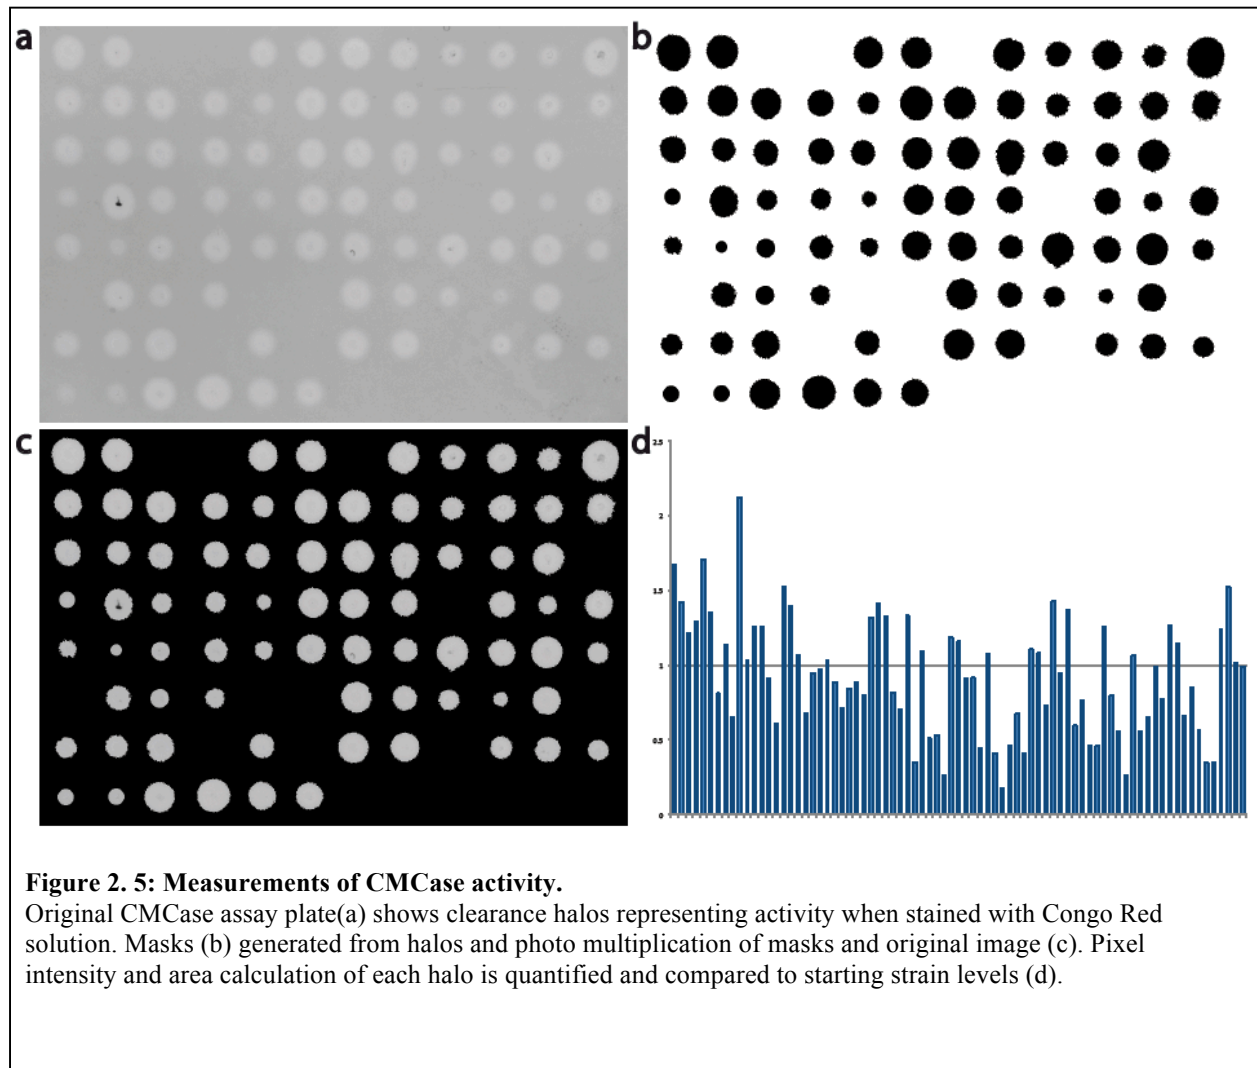 a
b
c
d
2.5
2
1.5
1
0.5
0
Figure 2. 5: Measurements of CMCase activity.
Original CMCase assay plate(a) shows clearance halos representing activity when stained with Congo Red
solution. Masks (b) generated from halos and photo multiplication of masks and original image (c). Pixel
intensity and area calculation of each halo is quantified and compared to starting strain levels (d).